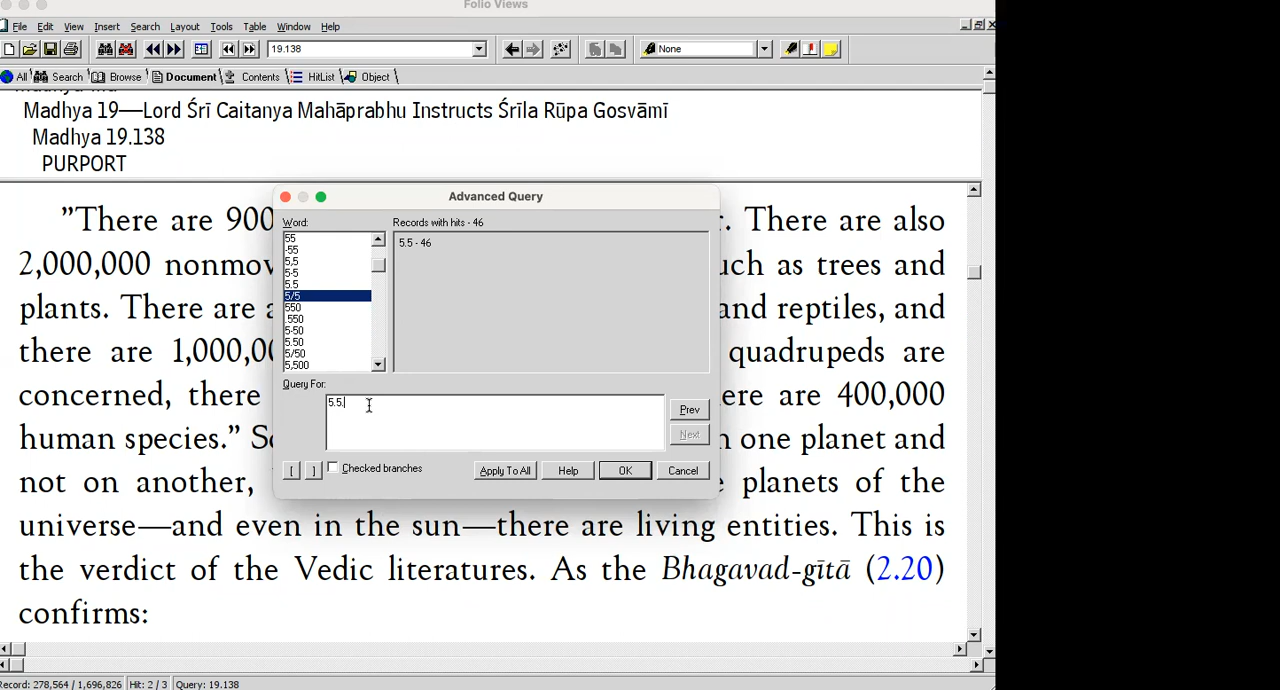 Folio Views
File Edit View Insert Search Layout Tools Table Window Help
19.138 None
All Search Browse Document Contents HitList Object
Madhya 19—Lord Śrī Caitanya Mahāprabhu Instructs Śrīla Rūpa Gosvāmī
Madhya 19.138
PURPORT
"There are 900 . There are also
2,000,000 nonmov uch as trees and
plants. There are a and reptiles, and
there are 1,000,00 quadrupeds are
concerned, there ere are 400,000
human species." So n one planet and
not on another, e planets of the
universe—and even in the sun—there are living entities. This is
the verdict of the Vedic literatures. As the Bhagavad-gītā (2.20)
confirms:
Advanced Query
Word: Records with hits - 46
55
-55
5,5
5-5
5.5
5/5
550
.550
5-50
5.50
5/50
5,500
5.5 - 46
Query For:
5.5.
Prev
Next
[ ] Checked branches Apply To All Help OK Cancel
Record: 278,564 / 1,696,826 Hit: 2 / 3 Query: 19.138